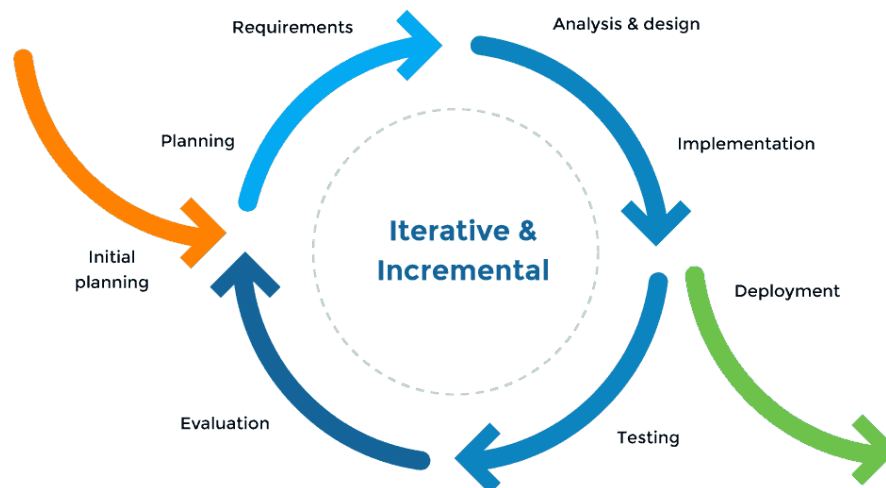 Requirements
Analysis & design
Planning
Implementation
Iterative &
Incremental
Initial
planning
Deployment
Evaluation
Testing